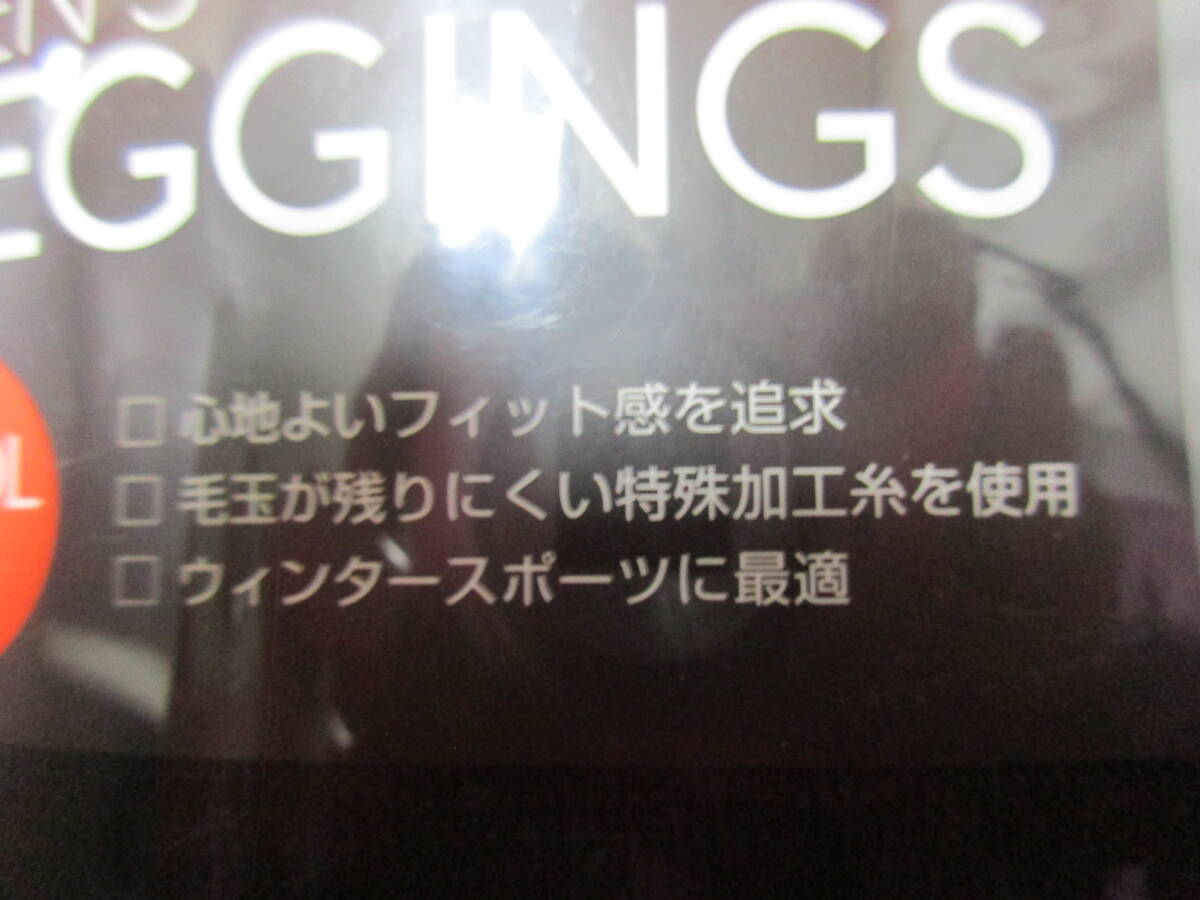 EN'S
EGGINGS
OL
□ 心地よいフィット感を追求
□ 毛玉が残りにくい特殊加工糸を使用
□ ウィンタースポーツに最適